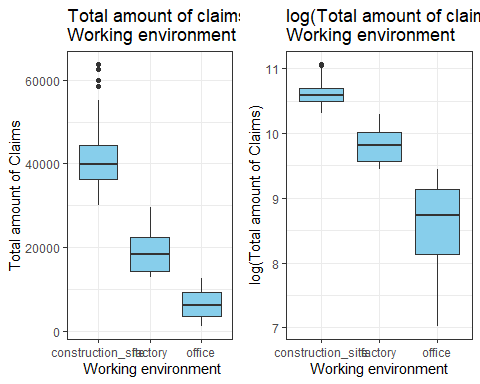 Total amount of claims
Working environment
Total amount of Claims
60000
40000
20000
0
construction_site factory office
Working environment
log(Total amount of claim
Working environment
log(Total amount of Claims)
11
10
9
8
7
construction_site factory office
Working environment